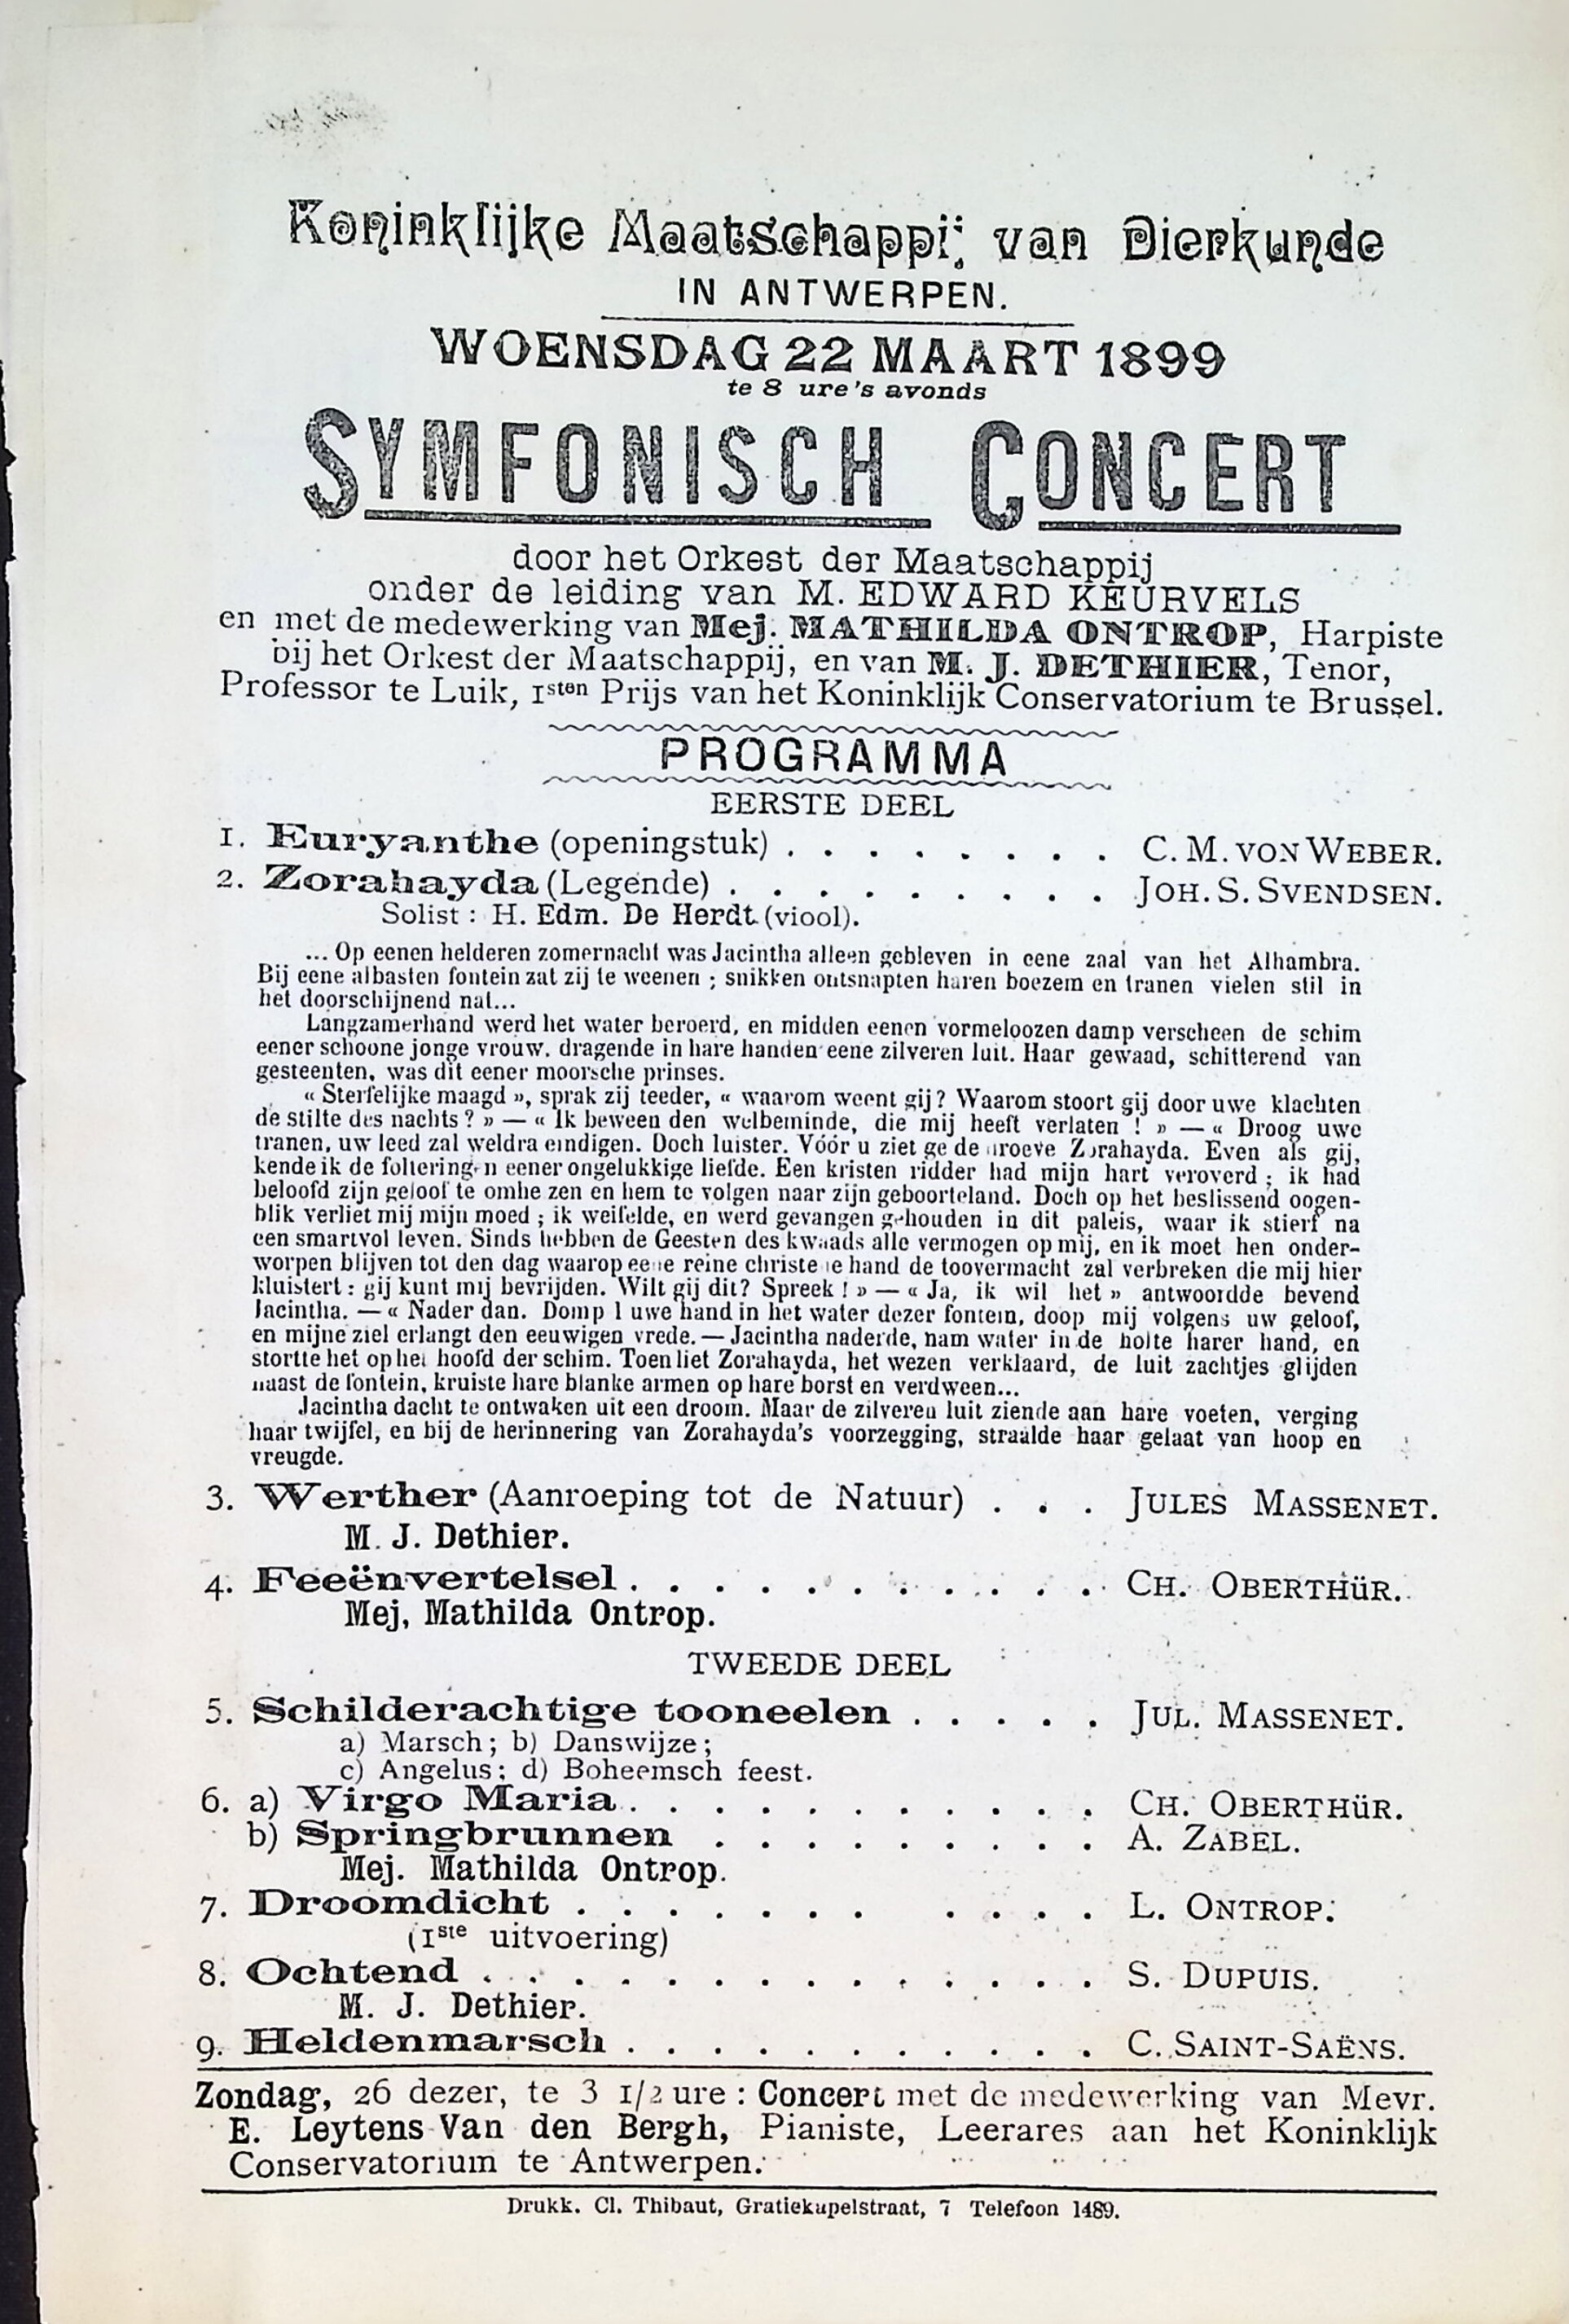 Koninklijke Maatschappij van Dierkunde
IN ANTWERPEN.
WOENSDAG 22 MAART 1899
te 8 ure's avonds
SYMFONISCH CONCERT
door het Orkest der Maatschappij
onder de leiding van M. EDWARD KEURVELS
en met de medewerking van Mej. MATHILDA ONTROP, Harpiste
bij het Orkest der Maatschappij, en van M. J. DETHIER, Tenor,
Professor te Luik, 1sten Prijs van het Koninklijk Conservatorium te Brussel.
PROGRAMMA
EERSTE DEEL
1. Euryanthe (openingstuk) . . . . . . . . C. M. VON WEBER.
2. Zorahayda (Legende) . . . . . . . . . JOH. S. SVENDSEN.
Solist : H. Edm. De Herdt (viool).
... Op eenen helderen zomernacht was Jacintha alleen gebleven in eene zaal van het Alhambra.
Bij eene albasten fontein zat zij te weenen ; snikken ontsnapten haren boezem en tranen vielen stil in
het doorschijnend nat...
Langzamerhand werd het water beroerd, en midden eenen vormeloozen damp verscheen de schim
eener schoone jonge vrouw, dragende in hare handen eene zilveren luit. Haar gewaad, schitterend van
gesteenten, was dit eener moorsche prinses.
« Sterfelijke maagd », sprak zij teeder, « waarom weent gij ? Waarom stoort gij door uwe klachten
de stilte des nachts ? » — « Ik beween den welbeminde, die mij heeft verlaten ! » — « Droog uwe
tranen, uw leed zal weldra eindigen. Doch luister. Vóór u ziet ge de droeve Zorahayda. Even als gij,
kende ik de folteringen eener ongelukkige liefde. Een kristen ridder had mijn hart veroverd ; ik had
beloofd zijn geloof te omhelzen en hem te volgen naar zijn geboorteland. Doch op het beslissend oogen-
blik verliet mij mijn moed ; ik weifelde, en werd gevangen gehouden in dit paleis, waar ik stierf na
een smartvol leven. Sinds hebben de Geesten des kwaads alle vermogen op mij, en ik moet hen onder-
worpen blijven tot den dag waarop eene reine christene hand de toovermacht zal verbreken die mij hier
kluistert : gij kunt mij bevrijden. Wilt gij dit? Spreek ! » — « Ja, ik wil het » antwoordde bevend
Jacintha. — « Nader dan. Dompel uwe hand in het water dezer fontein, doop mij volgens uw geloof,
en mijne ziel erlangt den eeuwigen vrede. — Jacintha naderde, nam water in de holte harer hand, en
stortte het op het hoofd der schim. Toen liet Zorahayda, het wezen verklaard, de luit zachtjes glijden
naast de fontein, kruiste hare blanke armen op hare borst en verdween...
Jacintha dacht te ontwaken uit een droom. Maar de zilveren luit ziende aan hare voeten, verging
haar twijfel, en bij de herinnering van Zorahayda's voorzegging, straalde haar gelaat van hoop en
vreugde.
3. Werther (Aanroeping tot de Natuur) . . . JULES MASSENET.
M. J. Dethier.
4. Feeënvertelsel . . . . . . . . . . . CH. OBERTHÜR.
Mej, Mathilda Ontrop.
TWEEDE DEEL
5. Schilderachtige tooneelen . . . . . JUL. MASSENET.
a) Marsch ; b) Danswijze ;
c) Angelus ; d) Boheemsch feest.
6. a) Virgo Maria . . . . . . . . . . . CH. OBERTHÜR.
b) Springbrunnen . . . . . . . . . A. ZABEL.
Mej. Mathilda Ontrop.
7. Droomdicht . . . . . . . . . . . L. ONTROP.
(1ste uitvoering)
8. Ochtend . . . . . . . . . . . . . . S. DUPUIS.
M. J. Dethier.
9. Heldenmarsch . . . . . . . . . . . C. SAINT-SAËNS.
Zondag, 26 dezer, te 3 1/2 ure : Concert met de medewerking van Mevr.
E. Leytens Van den Bergh, Pianiste, Leerares aan het Koninklijk
Conservatorium te Antwerpen.
Drukk. Cl. Thibaut, Gratiekapelstraat, 7 Telefoon 1489.